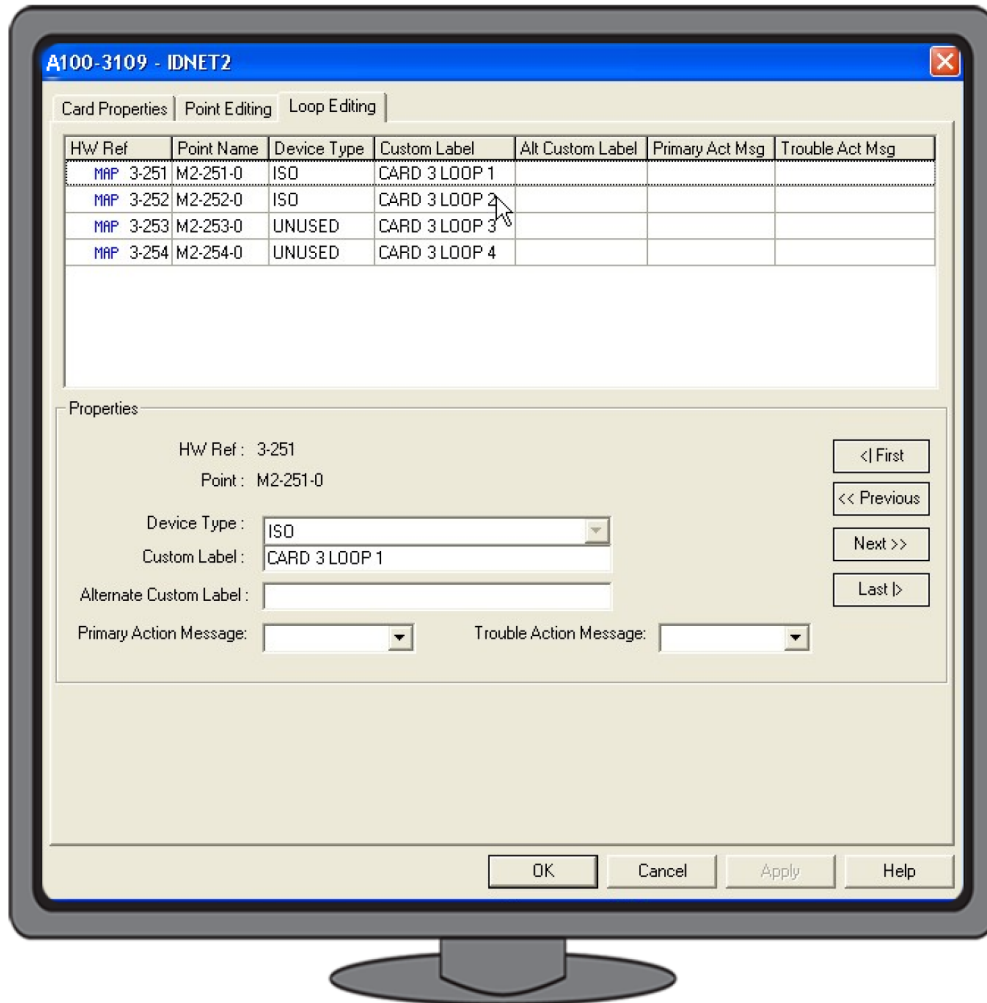 A100-3109 - IDNET2
Card Properties Point Editing Loop Editing
HW Ref Point Name Device Type Custom Label Alt Custom Label Primary Act Msg Trouble Act Msg
MAP 3-251 M2-251-0 ISO CARD 3 LOOP 1
MAP 3-252 M2-252-0 ISO CARD 3 LOOP 2
MAP 3-253 M2-253-0 UNUSED CARD 3 LOOP 3
MAP 3-254 M2-254-0 UNUSED CARD 3 LOOP 4
Properties
HW Ref : 3-251
<| First
Point : M2-251-0
<< Previous
Device Type : ISO
Next >>
Custom Label : CARD 3 LOOP 1
Last |>
Alternate Custom Label :
Primary Action Message: Trouble Action Message:
OK Cancel Apply Help